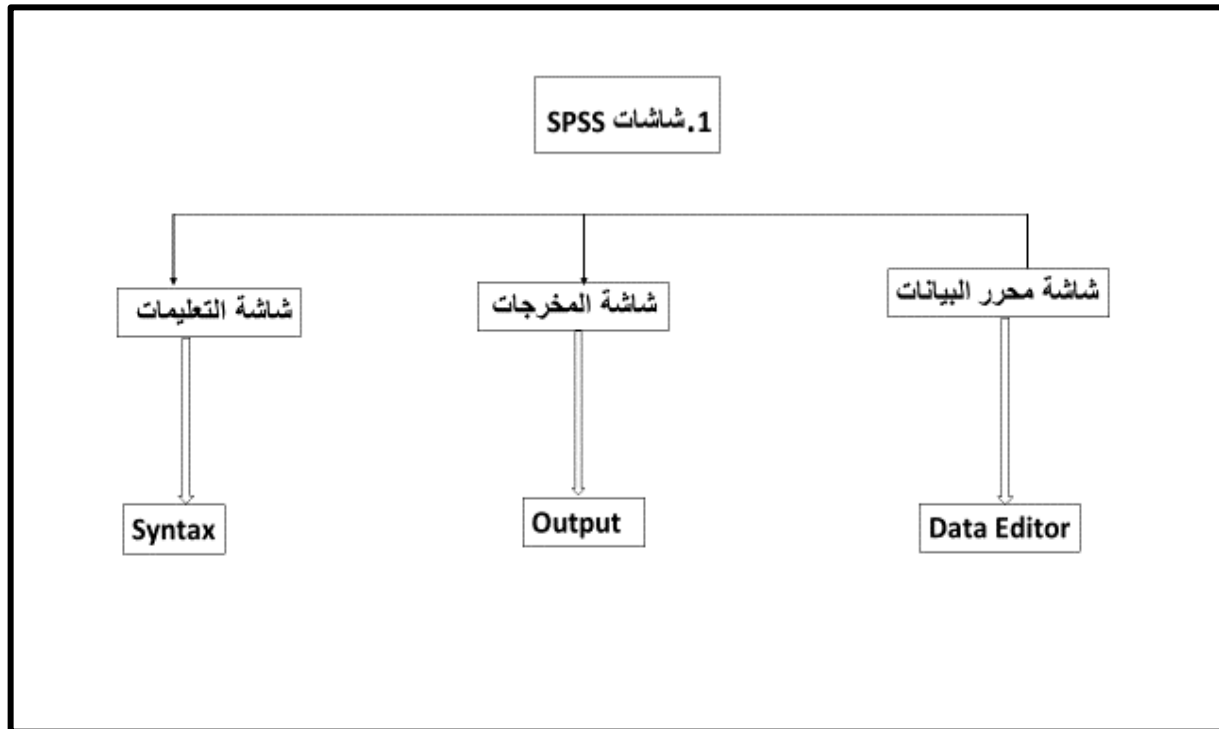 1. شاشات SPSS
شاشة محرر البيانات
شاشة المخرجات
شاشة التعليمات
Data Editor
Output
Syntax